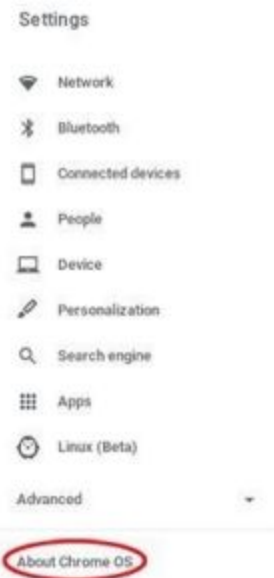 Settings
Network
Bluetooth
Connected devices
People
Device
Personalization
Search engine
Apps
Linux (Beta)
Advanced
About Chrome OS